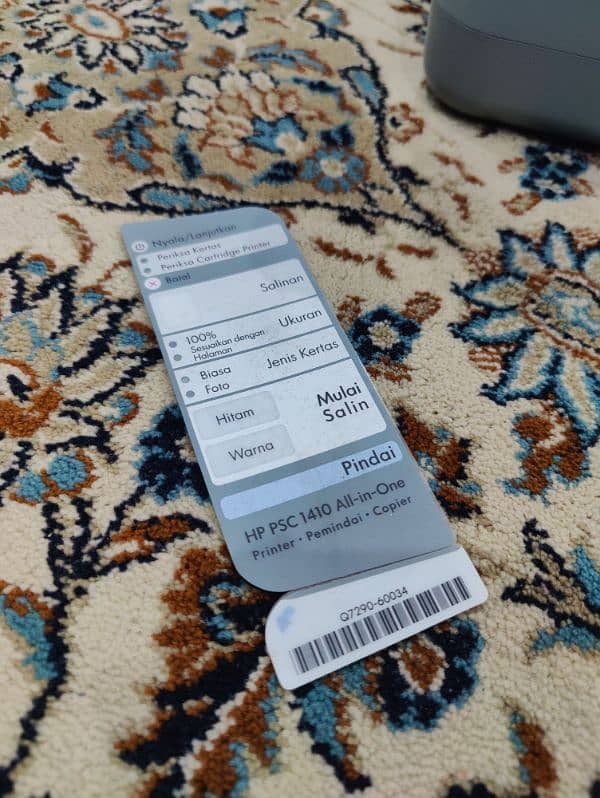 Nyala/Lanjutkan
Periksa Kertas
Periksa Cartridge Printer
Batal
Salinan
100%
Sesuaikan dengan
Halaman
Ukuran
Biasa
Foto
Jenis Kertas
Hitam
Warna
Mulai
Salin
Pindai
HP PSC 1410 All-in-One
Printer • Pemindai • Copier
Q7290-60034